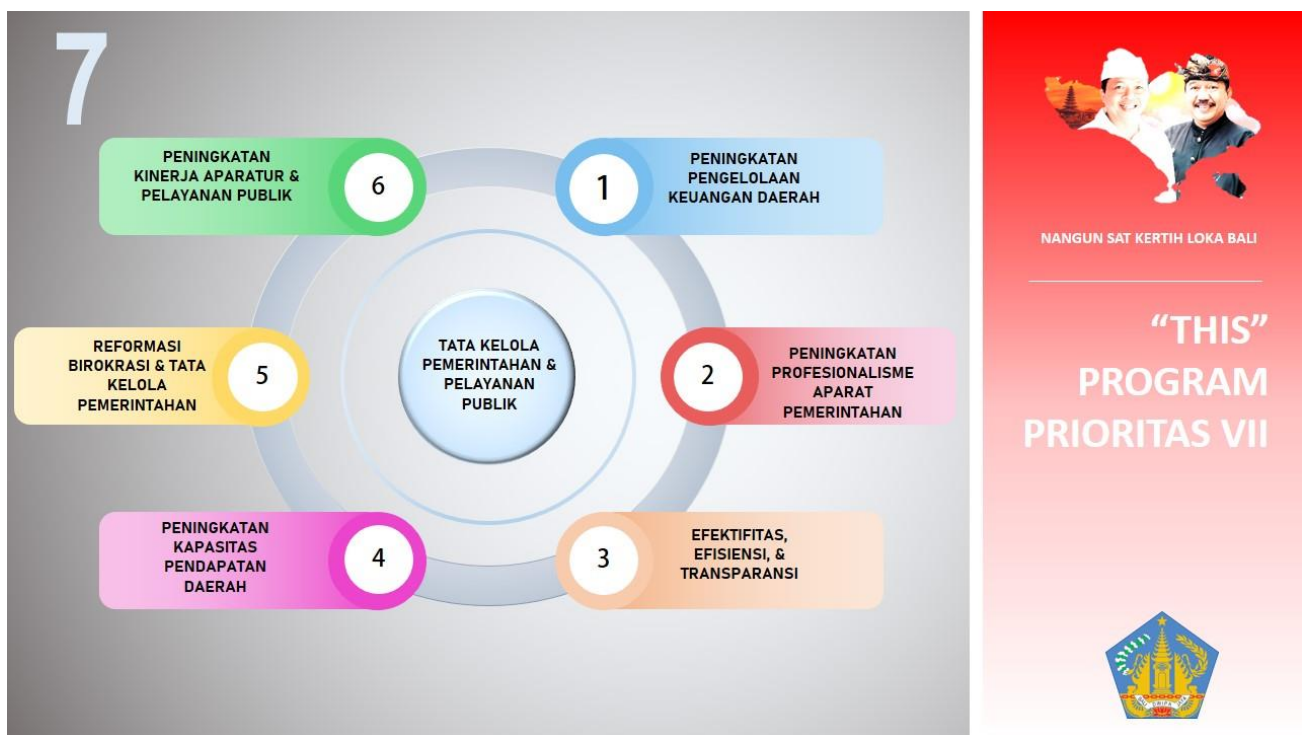 7
PENINGKATAN
PENGELOLAAN
KEUANGAN DAERAH
1
PENINGKATAN
PROFESIONALISME
APARAT
PEMERINTAHAN
2
EFEKTIFITAS,
EFISIENSI, &
TRANSPARANSI
3
PENINGKATAN
KAPASITAS
PENDAPATAN
DAERAH
4
REFORMASI
BIROKRASI & TATA
KELOLA
PEMERINTAHAN
5
PENINGKATAN
KINERJA APARATUR &
PELAYANAN PUBLIK
6
TATA KELOLA
PEMERINTAHAN &
PELAYANAN
PUBLIK
NANGUN SAT KERTIH LOKA BALI
“THIS”
PROGRAM
PRIORITAS VII